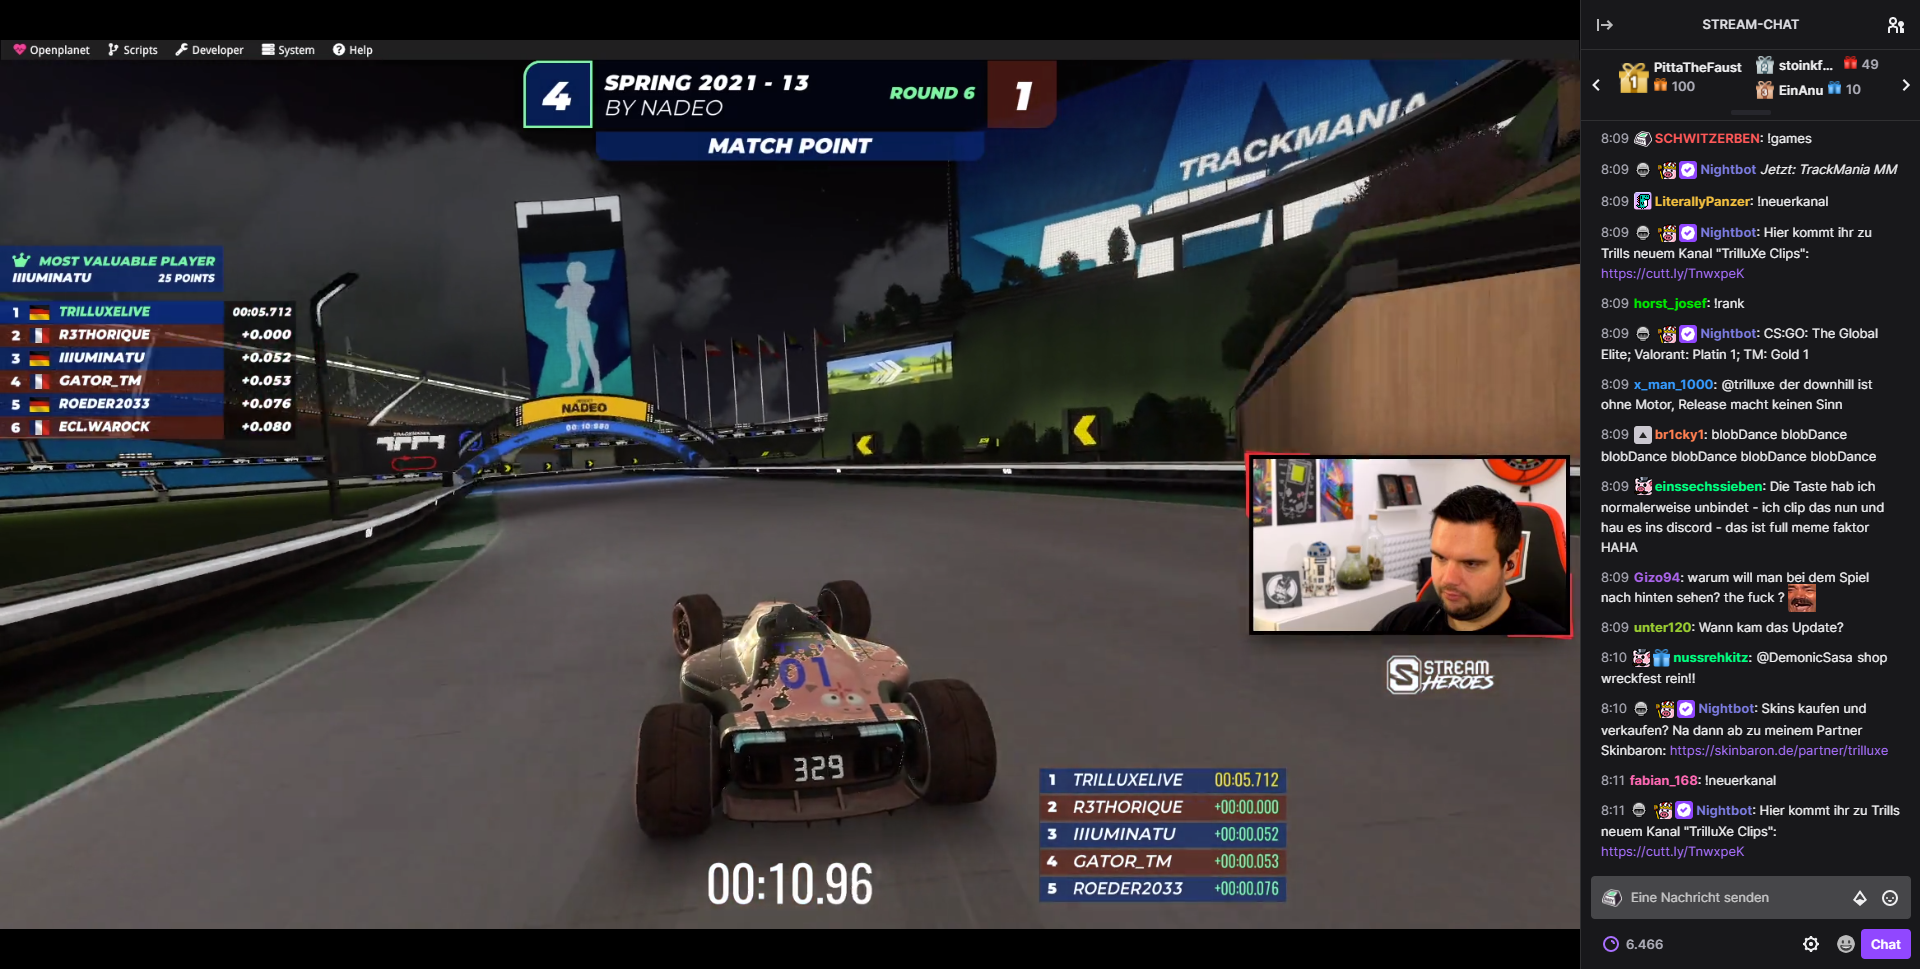 Openplanet Scripts Developer System Help
4 SPRING 2021 - 13 ROUND 6 1
BY NADEO
MATCH POINT
TRACKMANIA
MOST VALUABLE PLAYER
IIIUMINATU 25 POINTS
1 TRILLUXELIVE 00:05.712
2 R3THORIQUE +0.000
3 IIIUMINATU +0.052
4 GATOR_TM +0.053
5 ROEDER2033 +0.076
6 ECL.WAROCK +0.080
NADEO
01
329
00:10.96
STREAM
HEROES
1 TRILLUXELIVE 00:05.712
2 R3THORIQUE +00:00.000
3 IIIUMINATU +00:00.052
4 GATOR_TM +00:00.053
5 ROEDER2033 +00:00.076
STREAM-CHAT
1 PittaTheFaust 100
2 stoinkf... 49
3 EinAnu 10
8:09 SCHWITZERBEN: !games
8:09 Nightbot Jetzt: TrackMania MM
8:09 LiterallyPanzer: !neuerkanal
8:09 Nightbot: Hier kommt ihr zu
Trills neuem Kanal "TrilluXe Clips":
https://cutt.ly/TnwxpeK
8:09 horst_josef: !rank
8:09 Nightbot: CS:GO: The Global
Elite; Valorant: Platin 1; TM: Gold 1
8:09 x_man_1000: @trilluxe der downhill ist
ohne Motor, Release macht keinen Sinn
8:09 br1cky1: blobDance blobDance
blobDance blobDance blobDance blobDance
8:09 einssechssieben: Die Taste hab ich
normalerweise unbindet - ich clip das nun und
hau es ins discord - das ist full meme faktor
HAHA
8:09 Gizo94: warum will man bei dem Spiel
nach hinten sehen? the fuck ?
8:09 unter120: Wann kam das Update?
8:10 nussrehkitz: @DemonicSasa shop
wreckfest rein!!
8:10 Nightbot: Skins kaufen und
verkaufen? Na dann ab zu meinem Partner
Skinbaron: https://skinbaron.de/partner/trilluxe
8:11 fabian_168: !neuerkanal
8:11 Nightbot: Hier kommt ihr zu Trills
neuem Kanal "TrilluXe Clips":
https://cutt.ly/TnwxpeK
Eine Nachricht senden
6.466 Chat